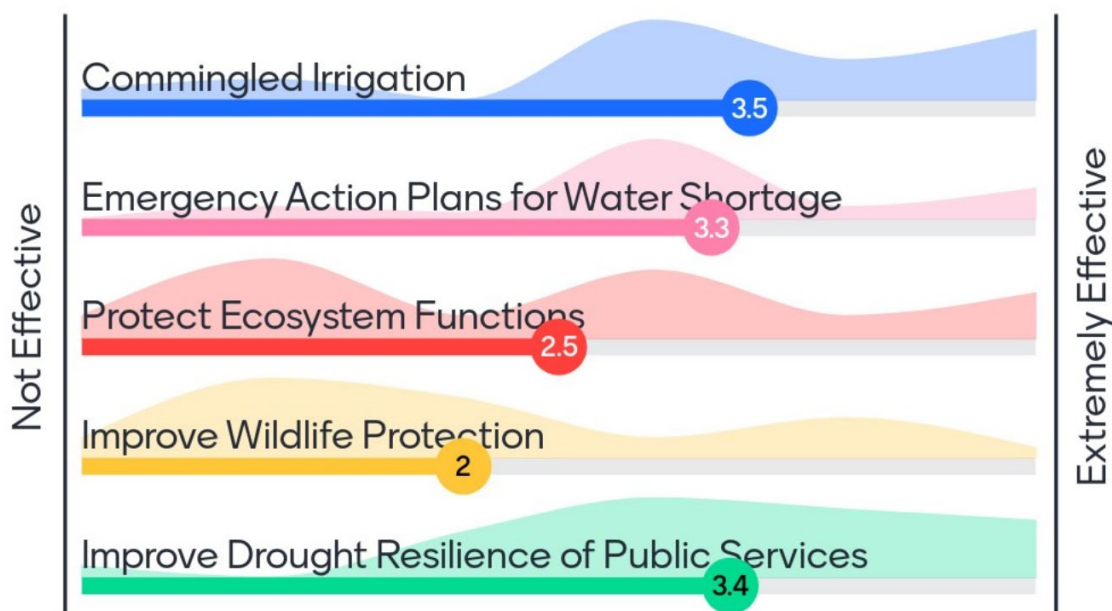 Not Effective
Commingled Irrigation
3.5
Emergency Action Plans for Water Shortage
3.3
Protect Ecosystem Functions
2.5
Improve Wildlife Protection
2
Improve Drought Resilience of Public Services
3.4
Extremely Effective